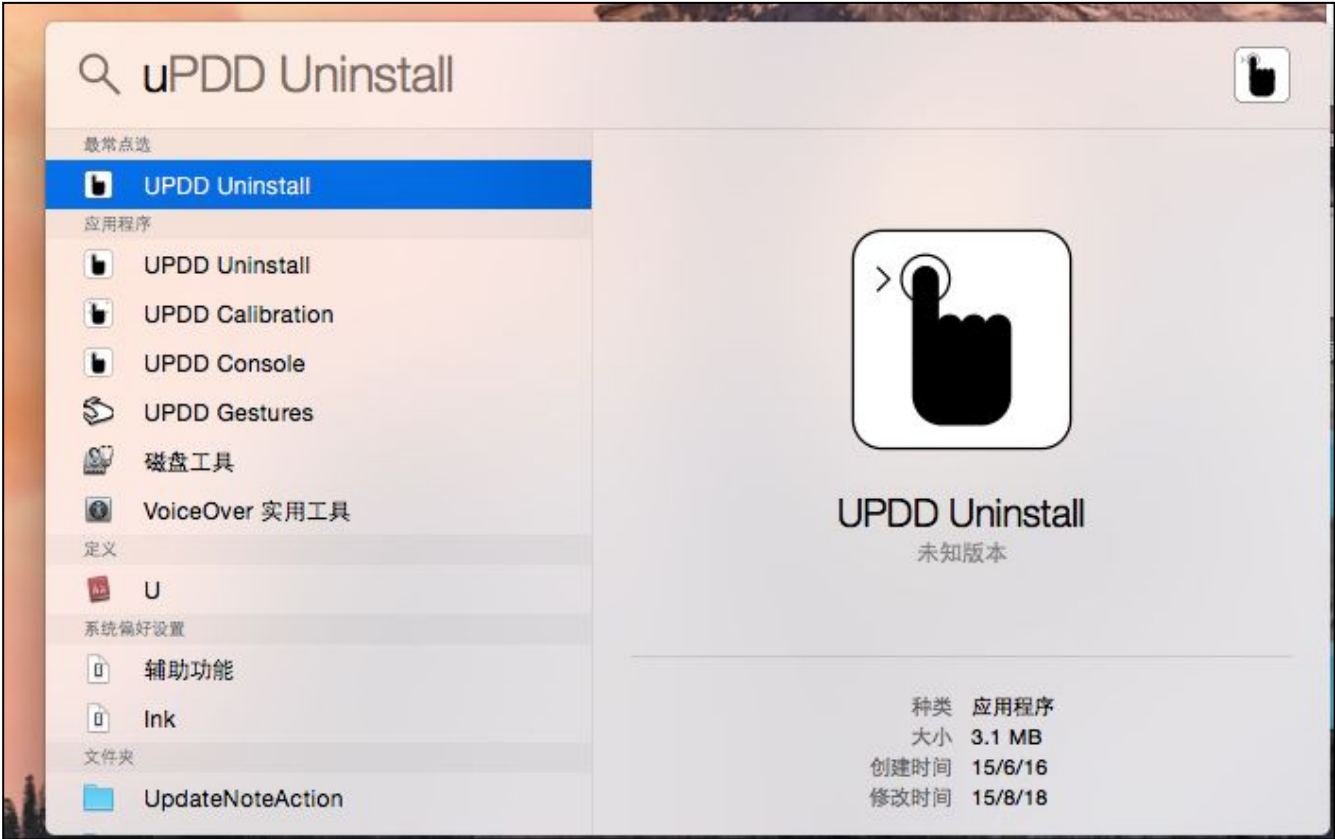 uPDD Uninstall
最常点选
UPDD Uninstall
应用程序
UPDD Uninstall
UPDD Calibration
UPDD Console
UPDD Gestures
磁盘工具
VoiceOver 实用工具
定义
U
系统偏好设置
辅助功能
Ink
文件夹
UpdateNoteAction
UPDD Uninstall
未知版本
种类 应用程序
大小 3.1 MB
创建时间 15/6/16
修改时间 15/8/18